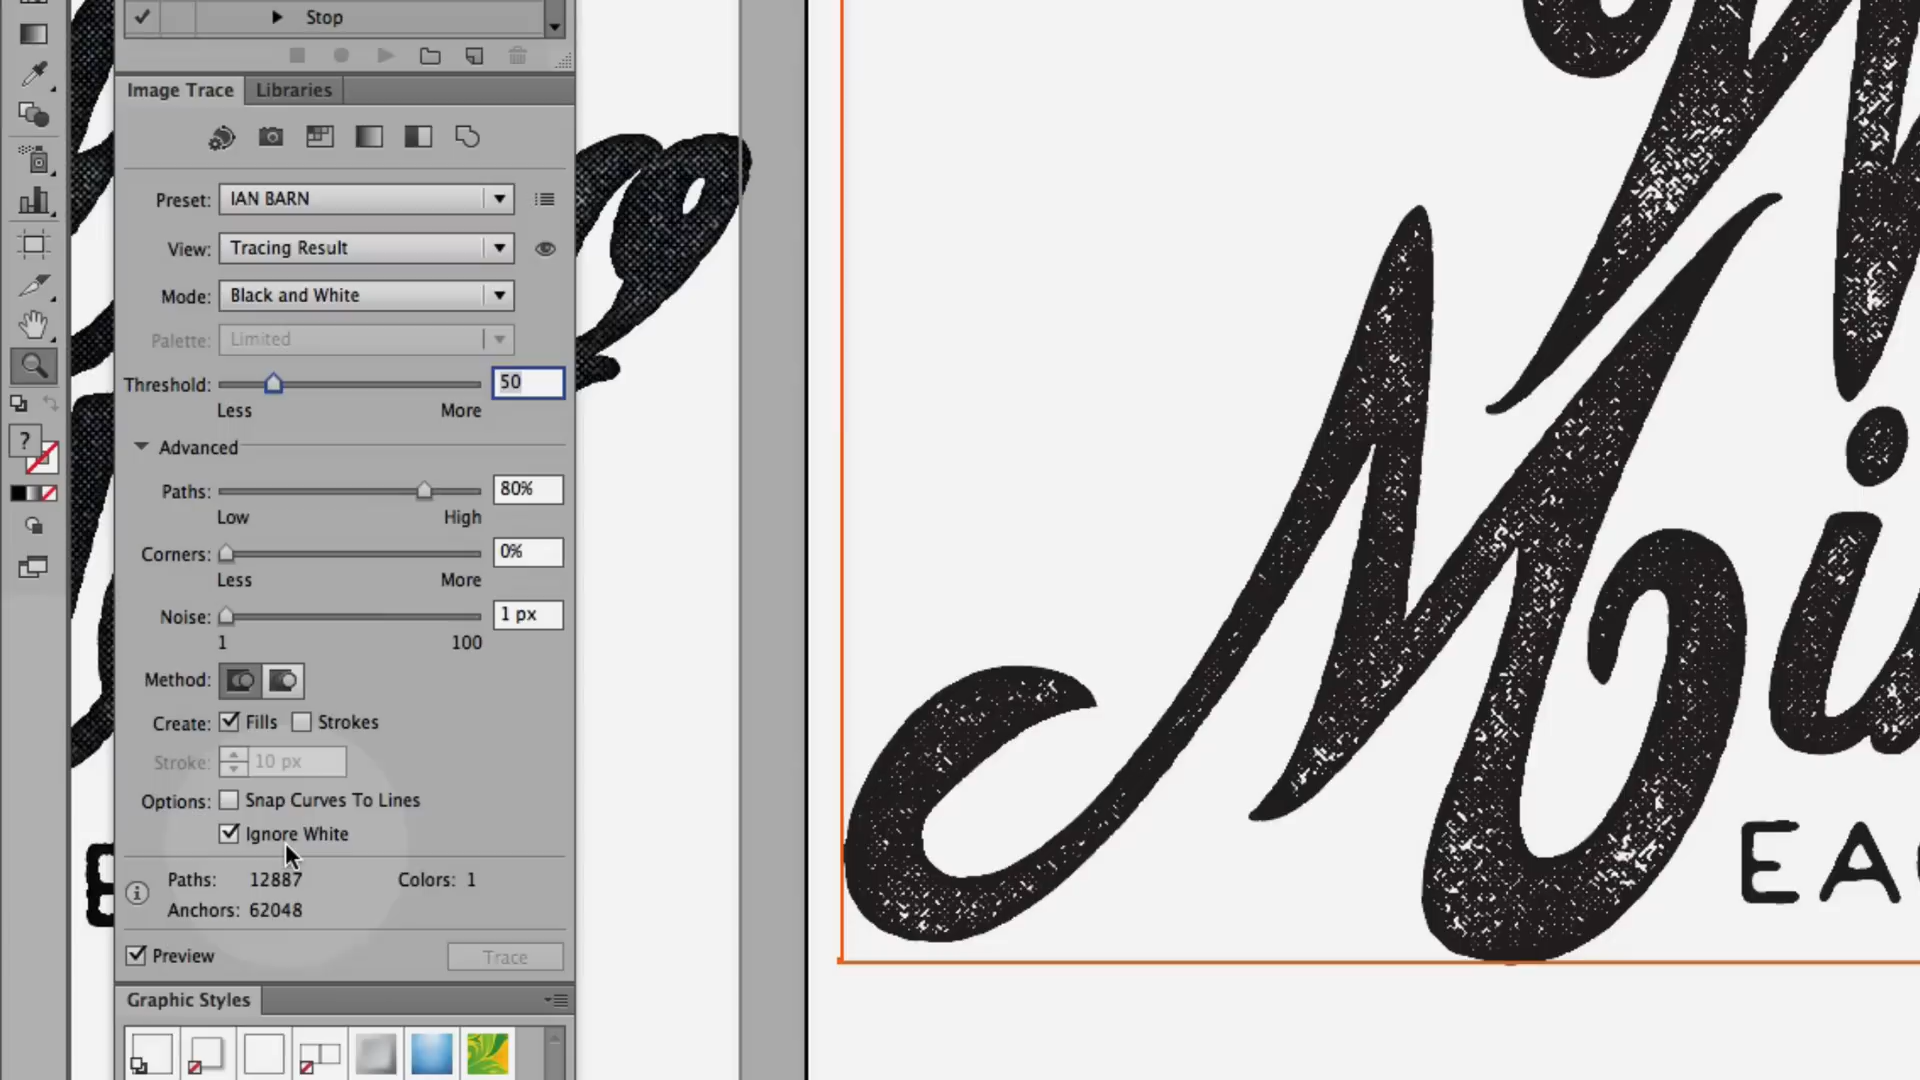 Stop
Image Trace Libraries
Preset: IAN BARN
View: Tracing Result
Mode: Black and White
Palette: Limited
Threshold: 50
Less More
Advanced
Paths: 80%
Low High
Corners: 0%
Less More
Noise: 1 px
1 100
Method:
Create: Fills Strokes
Stroke: 10 px
Options: Snap Curves To Lines
Ignore White
Paths: 12887 Colors: 1
Anchors: 62048
Preview Trace
Graphic Styles
?
Mi
EA